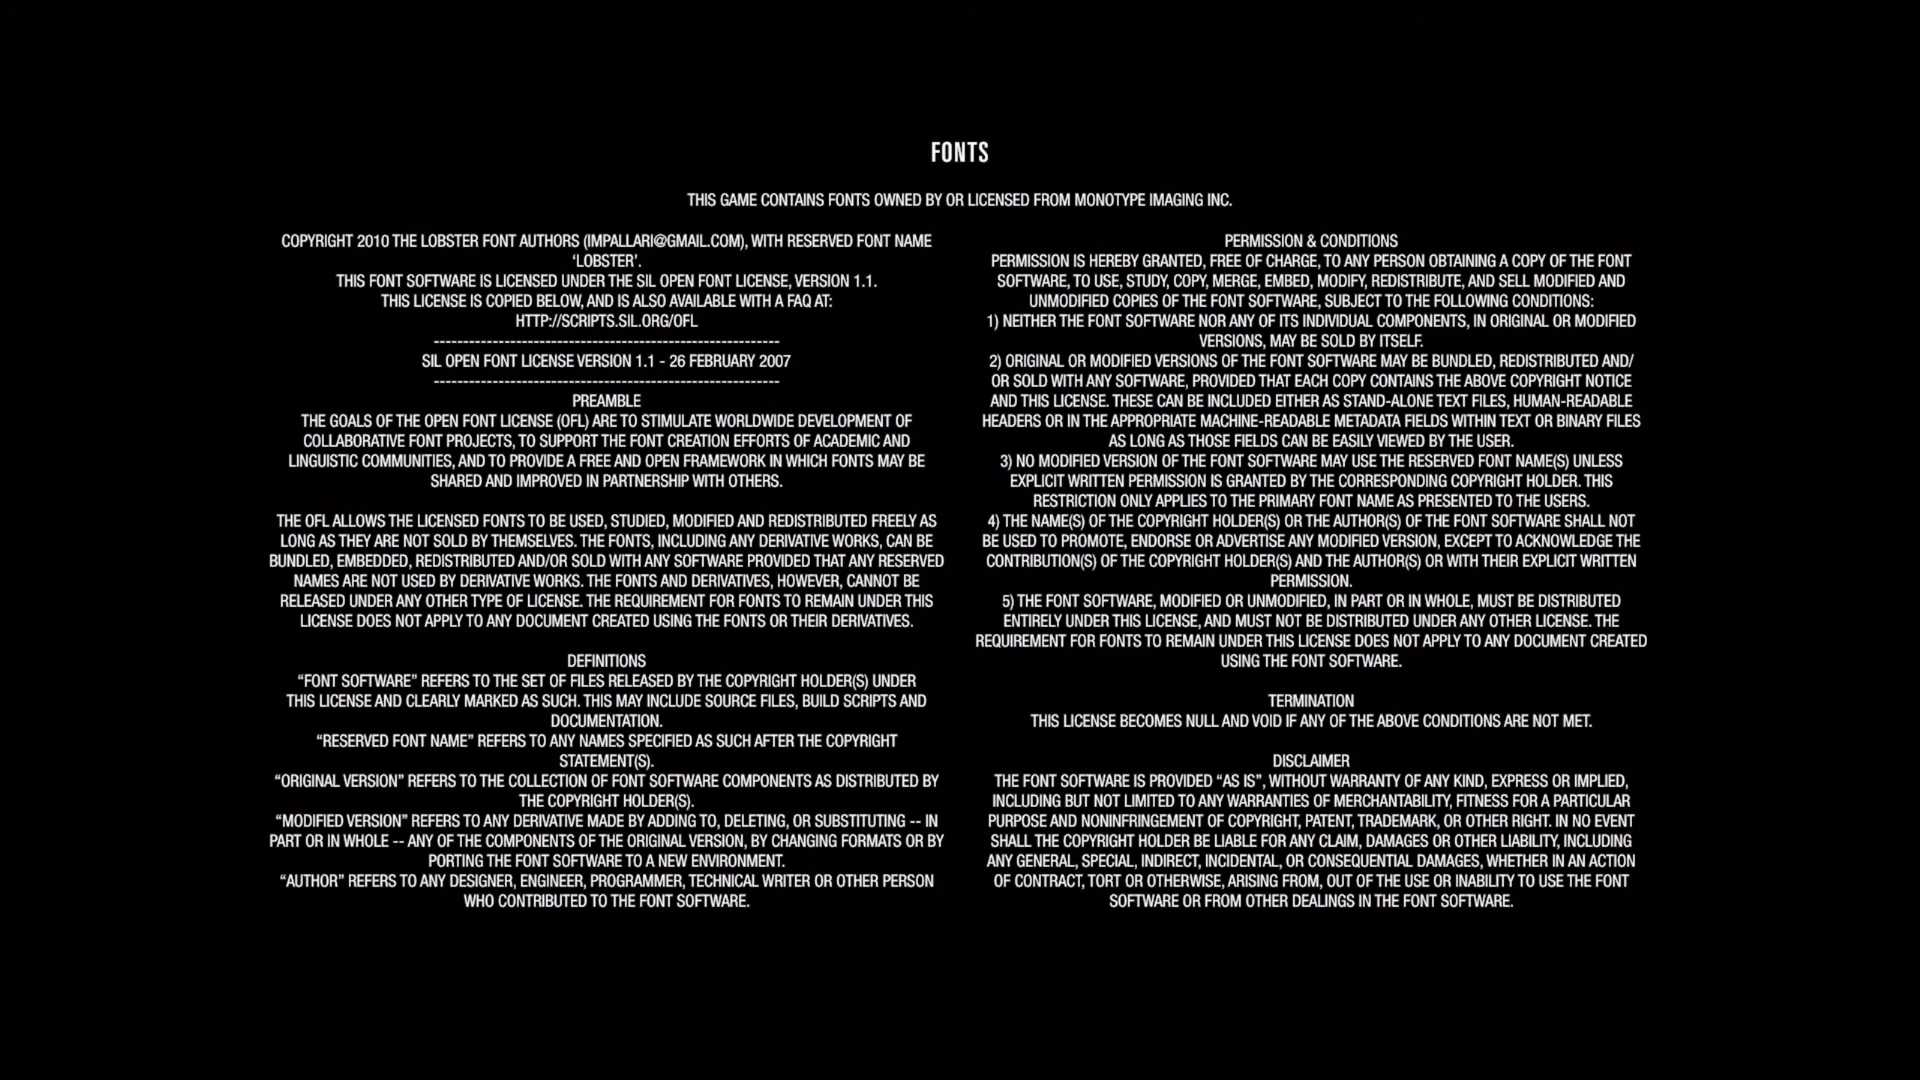 FONTS
THIS GAME CONTAINS FONTS OWNED BY OR LICENSED FROM MONOTYPE IMAGING INC.
COPYRIGHT 2010 THE LOBSTER FONT AUTHORS (IMPALLARI@GMAIL.COM), WITH RESERVED FONT NAME
‘LOBSTER’.
THIS FONT SOFTWARE IS LICENSED UNDER THE SIL OPEN FONT LICENSE, VERSION 1.1.
THIS LICENSE IS COPIED BELOW, AND IS ALSO AVAILABLE WITH A FAQ AT:
HTTP://SCRIPTS.SIL.ORG/OFL
-----------------------------------------------------------
SIL OPEN FONT LICENSE VERSION 1.1 - 26 FEBRUARY 2007
-----------------------------------------------------------
PREAMBLE
THE GOALS OF THE OPEN FONT LICENSE (OFL) ARE TO STIMULATE WORLDWIDE DEVELOPMENT OF
COLLABORATIVE FONT PROJECTS, TO SUPPORT THE FONT CREATION EFFORTS OF ACADEMIC AND
LINGUISTIC COMMUNITIES, AND TO PROVIDE A FREE AND OPEN FRAMEWORK IN WHICH FONTS MAY BE
SHARED AND IMPROVED IN PARTNERSHIP WITH OTHERS.
THE OFL ALLOWS THE LICENSED FONTS TO BE USED, STUDIED, MODIFIED AND REDISTRIBUTED FREELY AS
LONG AS THEY ARE NOT SOLD BY THEMSELVES. THE FONTS, INCLUDING ANY DERIVATIVE WORKS, CAN BE
BUNDLED, EMBEDDED, REDISTRIBUTED AND/OR SOLD WITH ANY SOFTWARE PROVIDED THAT ANY RESERVED
NAMES ARE NOT USED BY DERIVATIVE WORKS. THE FONTS AND DERIVATIVES, HOWEVER, CANNOT BE
RELEASED UNDER ANY OTHER TYPE OF LICENSE. THE REQUIREMENT FOR FONTS TO REMAIN UNDER THIS
LICENSE DOES NOT APPLY TO ANY DOCUMENT CREATED USING THE FONTS OR THEIR DERIVATIVES.
DEFINITIONS
“FONT SOFTWARE” REFERS TO THE SET OF FILES RELEASED BY THE COPYRIGHT HOLDER(S) UNDER
THIS LICENSE AND CLEARLY MARKED AS SUCH. THIS MAY INCLUDE SOURCE FILES, BUILD SCRIPTS AND
DOCUMENTATION.
“RESERVED FONT NAME” REFERS TO ANY NAMES SPECIFIED AS SUCH AFTER THE COPYRIGHT
STATEMENT(S).
“ORIGINAL VERSION” REFERS TO THE COLLECTION OF FONT SOFTWARE COMPONENTS AS DISTRIBUTED BY
THE COPYRIGHT HOLDER(S).
“MODIFIED VERSION” REFERS TO ANY DERIVATIVE MADE BY ADDING TO, DELETING, OR SUBSTITUTING -- IN
PART OR IN WHOLE -- ANY OF THE COMPONENTS OF THE ORIGINAL VERSION, BY CHANGING FORMATS OR BY
PORTING THE FONT SOFTWARE TO A NEW ENVIRONMENT.
“AUTHOR” REFERS TO ANY DESIGNER, ENGINEER, PROGRAMMER, TECHNICAL WRITER OR OTHER PERSON
WHO CONTRIBUTED TO THE FONT SOFTWARE.
PERMISSION & CONDITIONS
PERMISSION IS HEREBY GRANTED, FREE OF CHARGE, TO ANY PERSON OBTAINING A COPY OF THE FONT
SOFTWARE, TO USE, STUDY, COPY, MERGE, EMBED, MODIFY, REDISTRIBUTE, AND SELL MODIFIED AND
UNMODIFIED COPIES OF THE FONT SOFTWARE, SUBJECT TO THE FOLLOWING CONDITIONS:
1) NEITHER THE FONT SOFTWARE NOR ANY OF ITS INDIVIDUAL COMPONENTS, IN ORIGINAL OR MODIFIED
VERSIONS, MAY BE SOLD BY ITSELF.
2) ORIGINAL OR MODIFIED VERSIONS OF THE FONT SOFTWARE MAY BE BUNDLED, REDISTRIBUTED AND/
OR SOLD WITH ANY SOFTWARE, PROVIDED THAT EACH COPY CONTAINS THE ABOVE COPYRIGHT NOTICE
AND THIS LICENSE. THESE CAN BE INCLUDED EITHER AS STAND-ALONE TEXT FILES, HUMAN-READABLE
HEADERS OR IN THE APPROPRIATE MACHINE-READABLE METADATA FIELDS WITHIN TEXT OR BINARY FILES
AS LONG AS THOSE FIELDS CAN BE EASILY VIEWED BY THE USER.
3) NO MODIFIED VERSION OF THE FONT SOFTWARE MAY USE THE RESERVED FONT NAME(S) UNLESS
EXPLICIT WRITTEN PERMISSION IS GRANTED BY THE CORRESPONDING COPYRIGHT HOLDER. THIS
RESTRICTION ONLY APPLIES TO THE PRIMARY FONT NAME AS PRESENTED TO THE USERS.
4) THE NAME(S) OF THE COPYRIGHT HOLDER(S) OR THE AUTHOR(S) OF THE FONT SOFTWARE SHALL NOT
BE USED TO PROMOTE, ENDORSE OR ADVERTISE ANY MODIFIED VERSION, EXCEPT TO ACKNOWLEDGE THE
CONTRIBUTION(S) OF THE COPYRIGHT HOLDER(S) AND THE AUTHOR(S) OR WITH THEIR EXPLICIT WRITTEN
PERMISSION.
5) THE FONT SOFTWARE, MODIFIED OR UNMODIFIED, IN PART OR IN WHOLE, MUST BE DISTRIBUTED
ENTIRELY UNDER THIS LICENSE, AND MUST NOT BE DISTRIBUTED UNDER ANY OTHER LICENSE. THE
REQUIREMENT FOR FONTS TO REMAIN UNDER THIS LICENSE DOES NOT APPLY TO ANY DOCUMENT CREATED
USING THE FONT SOFTWARE.
TERMINATION
THIS LICENSE BECOMES NULL AND VOID IF ANY OF THE ABOVE CONDITIONS ARE NOT MET.
DISCLAIMER
THE FONT SOFTWARE IS PROVIDED “AS IS”, WITHOUT WARRANTY OF ANY KIND, EXPRESS OR IMPLIED,
INCLUDING BUT NOT LIMITED TO ANY WARRANTIES OF MERCHANTABILITY, FITNESS FOR A PARTICULAR
PURPOSE AND NONINFRINGEMENT OF COPYRIGHT, PATENT, TRADEMARK, OR OTHER RIGHT. IN NO EVENT
SHALL THE COPYRIGHT HOLDER BE LIABLE FOR ANY CLAIM, DAMAGES OR OTHER LIABILITY, INCLUDING
ANY GENERAL, SPECIAL, INDIRECT, INCIDENTAL, OR CONSEQUENTIAL DAMAGES, WHETHER IN AN ACTION
OF CONTRACT, TORT OR OTHERWISE, ARISING FROM, OUT OF THE USE OR INABILITY TO USE THE FONT
SOFTWARE OR FROM OTHER DEALINGS IN THE FONT SOFTWARE.